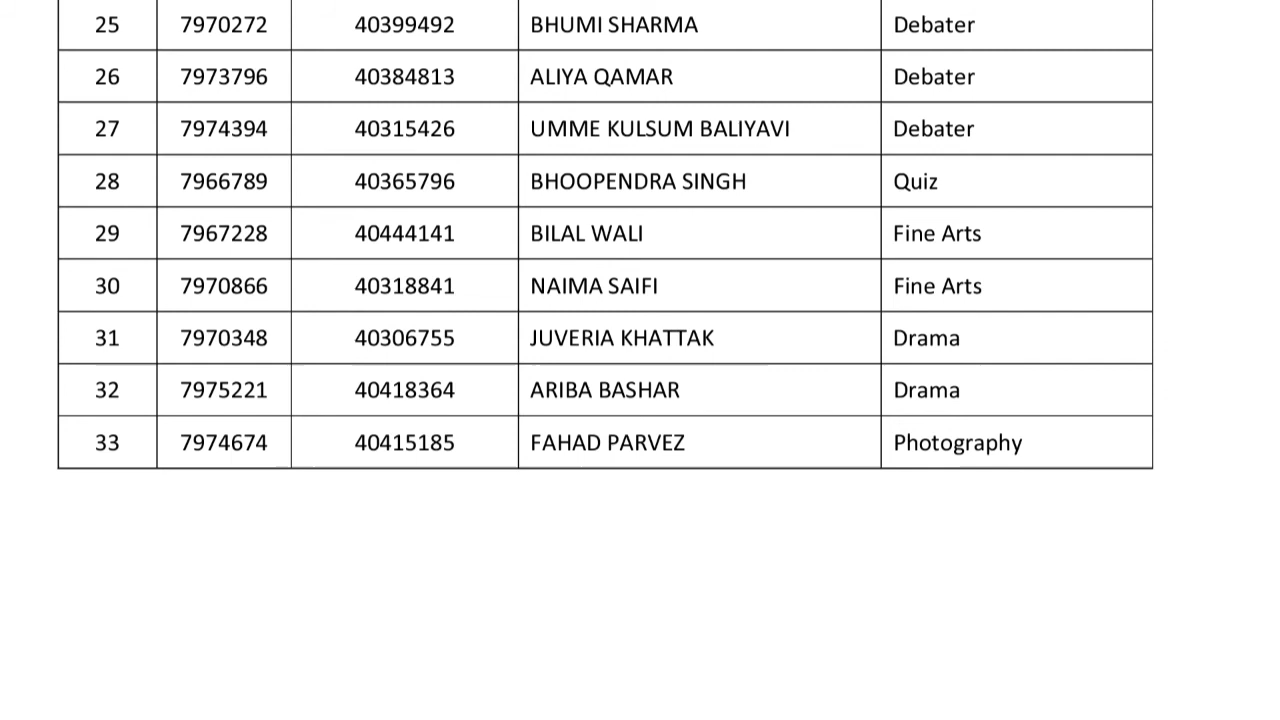 25 7970272 40399492 BHUMI SHARMA Debater
26 7973796 40384813 ALIYA QAMAR Debater
27 7974394 40315426 UMME KULSUM BALIYAVI Debater
28 7966789 40365796 BHOOPENDRA SINGH Quiz
29 7967228 40444141 BILAL WALI Fine Arts
30 7970866 40318841 NAIMA SAIFI Fine Arts
31 7970348 40306755 JUVERIA KHATTAK Drama
32 7975221 40418364 ARIBA BASHAR Drama
33 7974674 40415185 FAHAD PARVEZ Photography